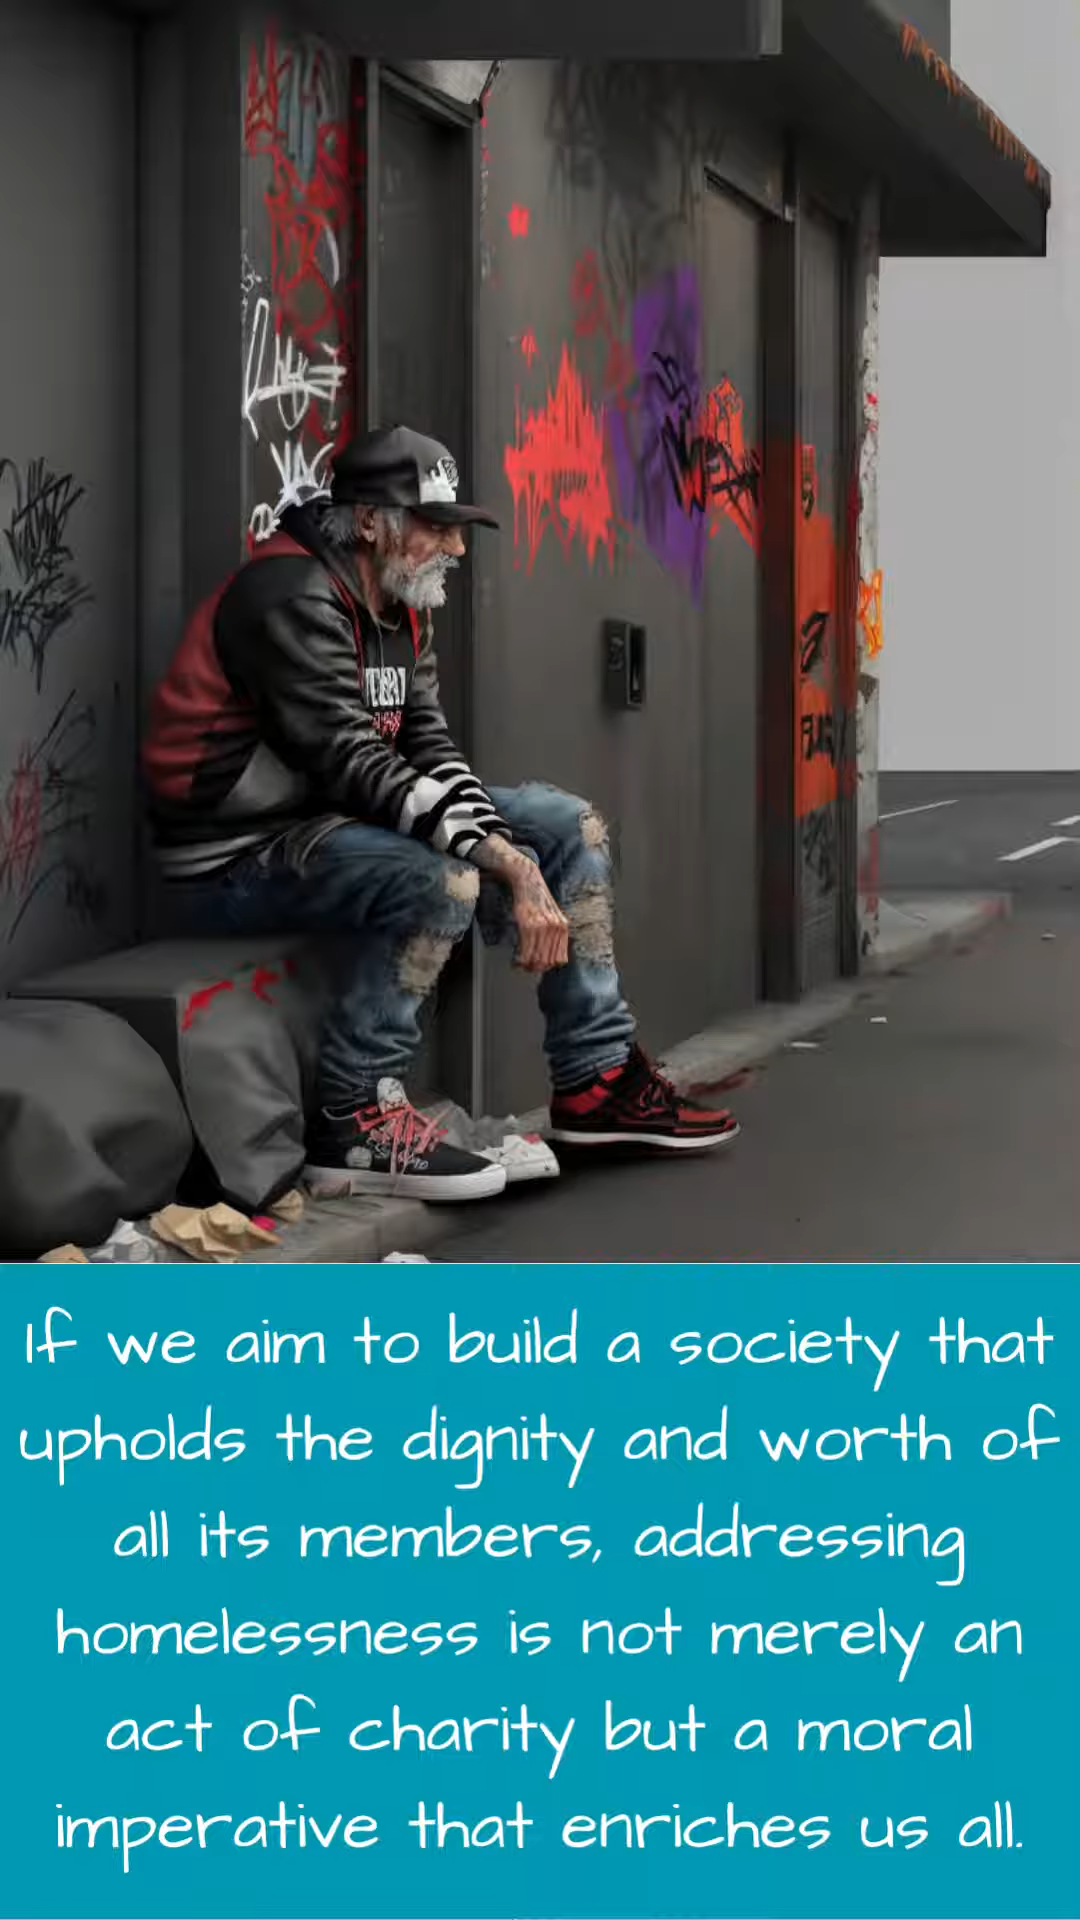 If we aim to build a society that
upholds the dignity and worth of
all its members, addressing
homelessness is not merely an
act of charity but a moral
imperative that enriches us all.